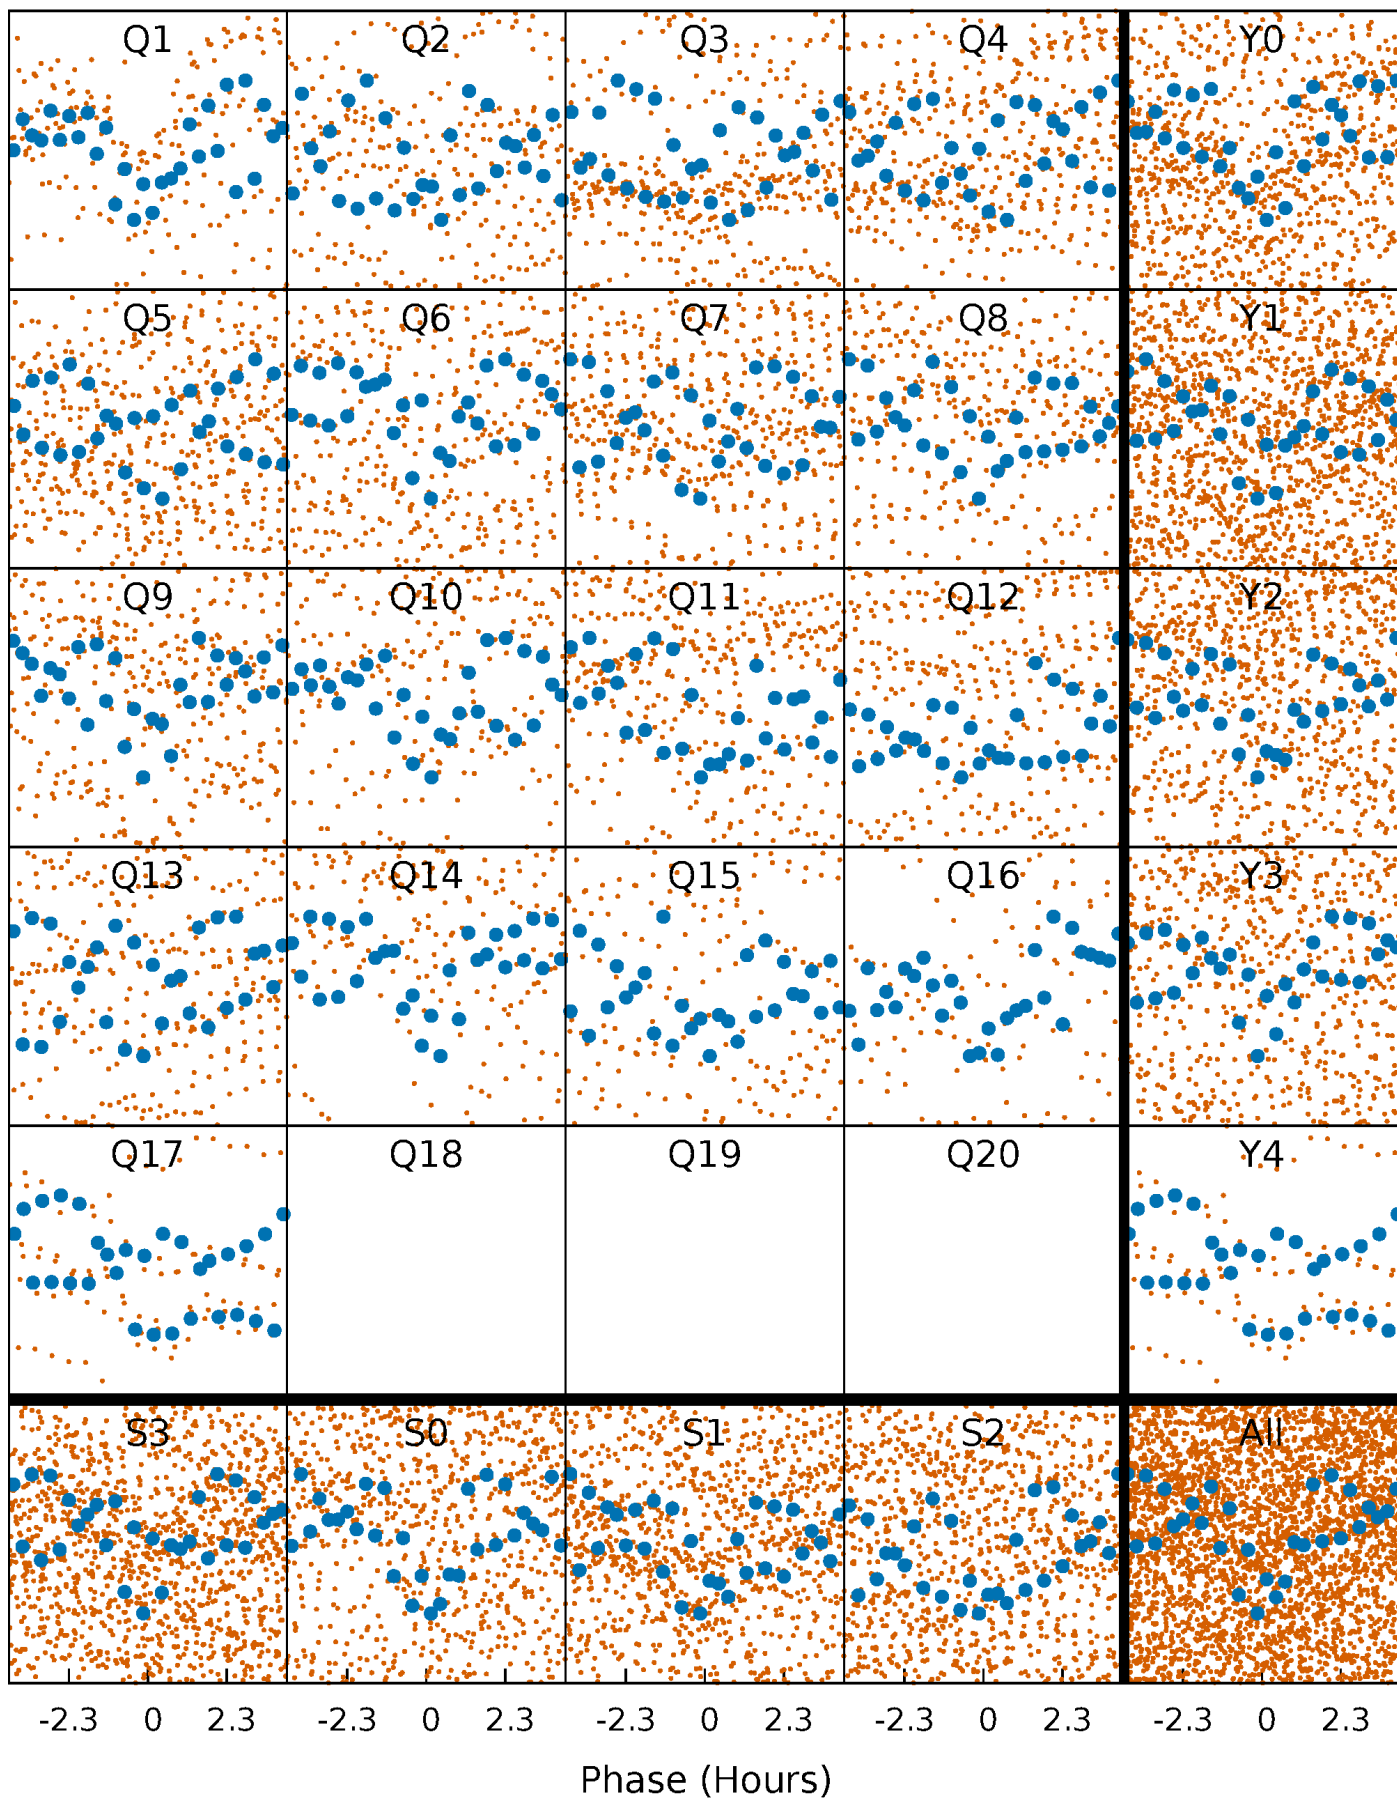 Q1 Q2 Q3 Q4 Y0
Q5 Q6 Q7 Q8 Y1
Q9 Q10 Q11 Q12 Y2
Q13 Q14 Q15 Q16 Y3
Q17 Q18 Q19 Q20 Y4
S3 S0 S1 S2 All
-2.3 0 2.3 -2.3 0 2.3 -2.3 0 2.3 -2.3 0 2.3 -2.3 0 2.3
Phase (Hours)